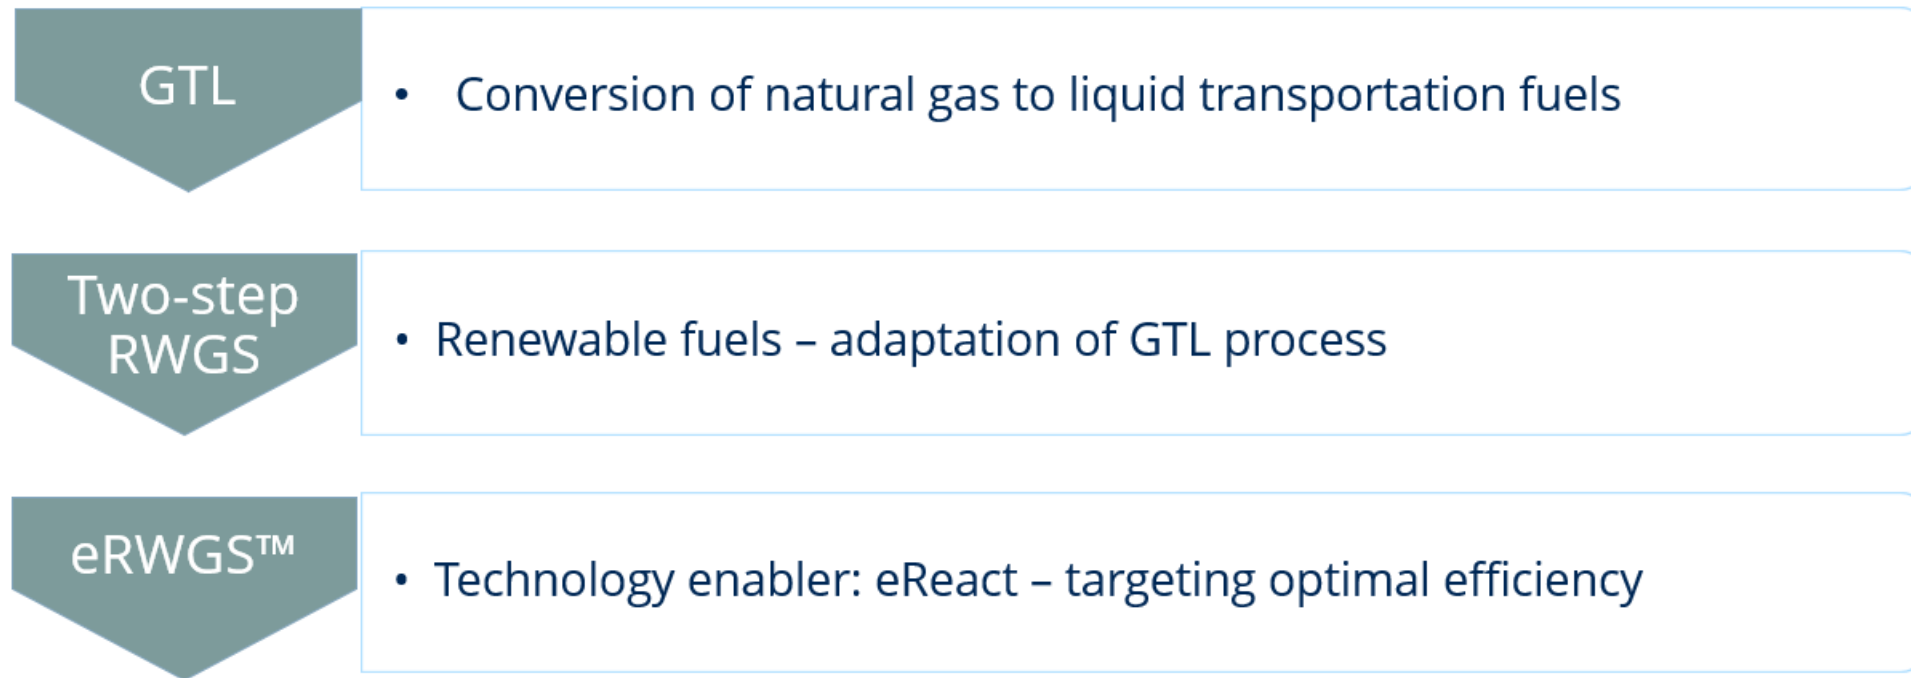 GTL
• Conversion of natural gas to liquid transportation fuels
Two-step
RWGS
• Renewable fuels – adaptation of GTL process
eRWGS™
• Technology enabler: eReact – targeting optimal efficiency